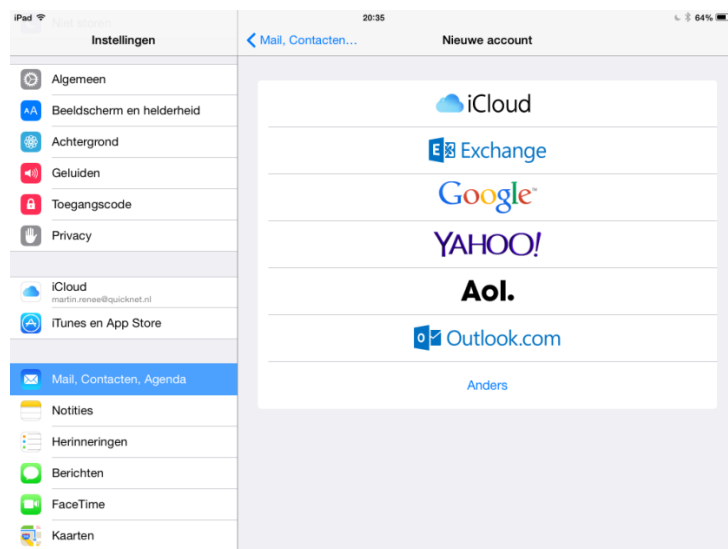 iPad 20:35 64%
Niet storen
Instellingen
Algemeen
Beeldscherm en helderheid
Achtergrond
Geluiden
Toegangscode
Privacy
iCloud
martin.renee@quicknet.nl
iTunes en App Store
Mail, Contacten, Agenda
Notities
Herinneringen
Berichten
FaceTime
Kaarten
Mail, Contacten...
Nieuwe account
iCloud
Exchange
Google
YAHOO!
Aol.
Outlook.com
Anders